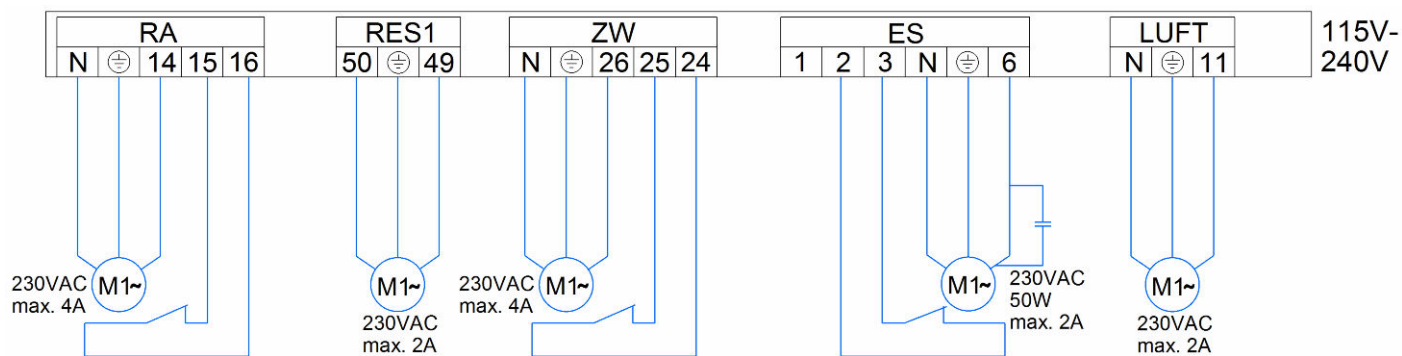 RA RES1 ZW ES LUFT 115V-
N 14 15 16 50 49 N 26 25 24 1 2 3 N 6 N 11 240V
230VAC
max. 4A
M1~
M1~
230VAC
max. 2A
230VAC
max. 4A
M1~
M1~
230VAC
50W
max. 2A
M1~
230VAC
max. 2A